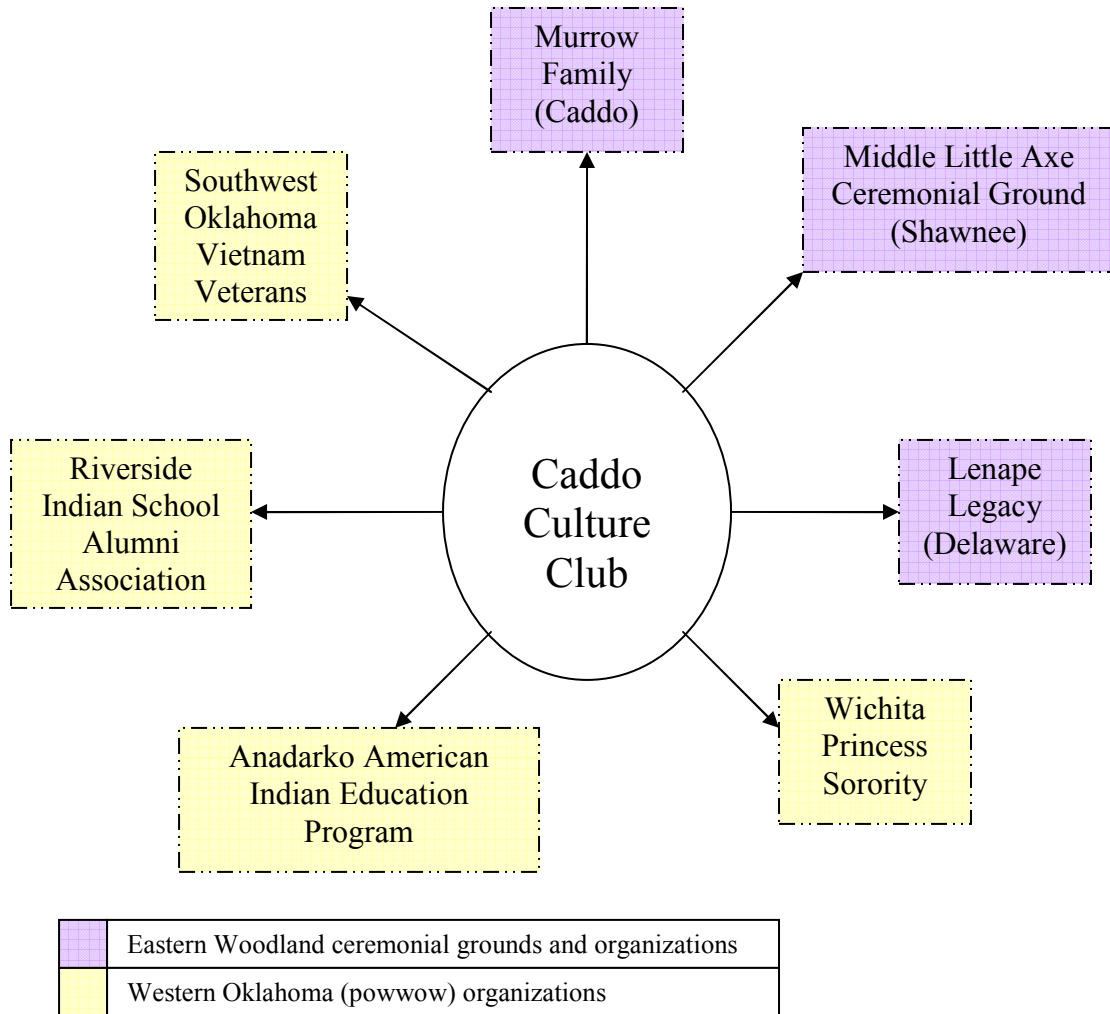 Murrow
Family
(Caddo)
Middle Little Axe
Ceremonial Ground
(Shawnee)
Southwest
Oklahoma
Vietnam
Veterans
Riverside
Indian School
Alumni
Association
Caddo
Culture
Club
Lenape
Legacy
(Delaware)
Wichita
Princess
Sorority
Anadarko American
Indian Education
Program
Eastern Woodland ceremonial grounds and organizations
Western Oklahoma (powwow) organizations